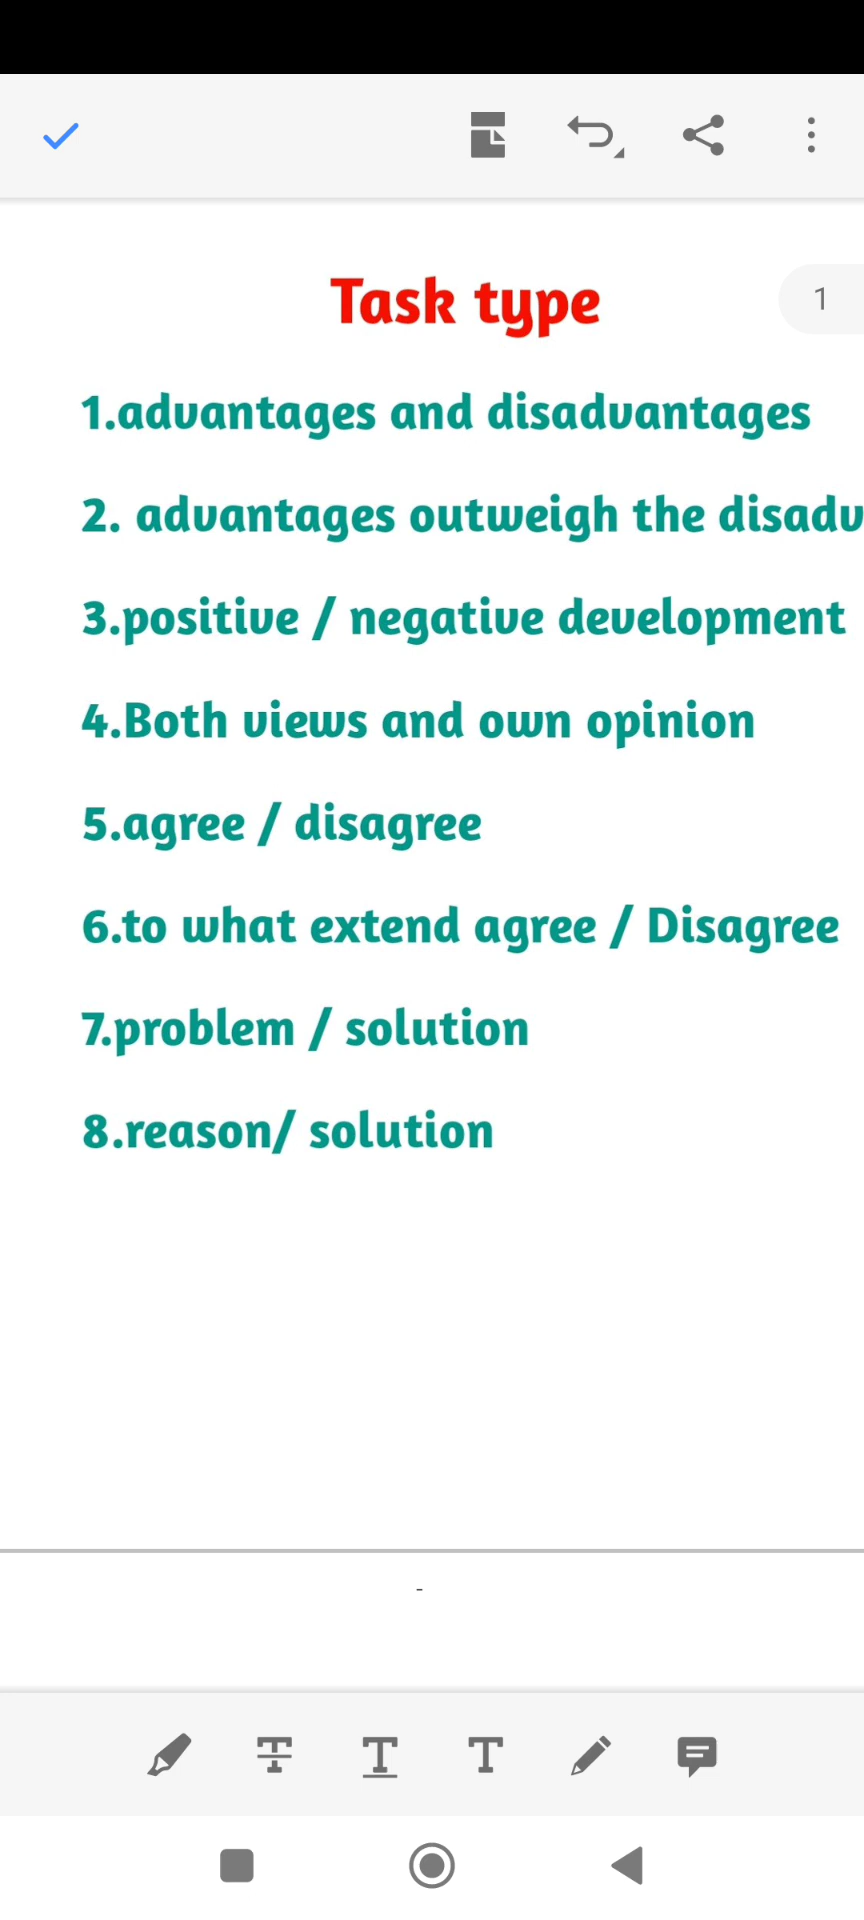 Task type
1
1.advantages and disadvantages
2. advantages outweigh the disadv
3.positive / negative development
4.Both views and own opinion
5.agree / disagree
6.to what extend agree / Disagree
7.problem / solution
8.reason/ solution
-